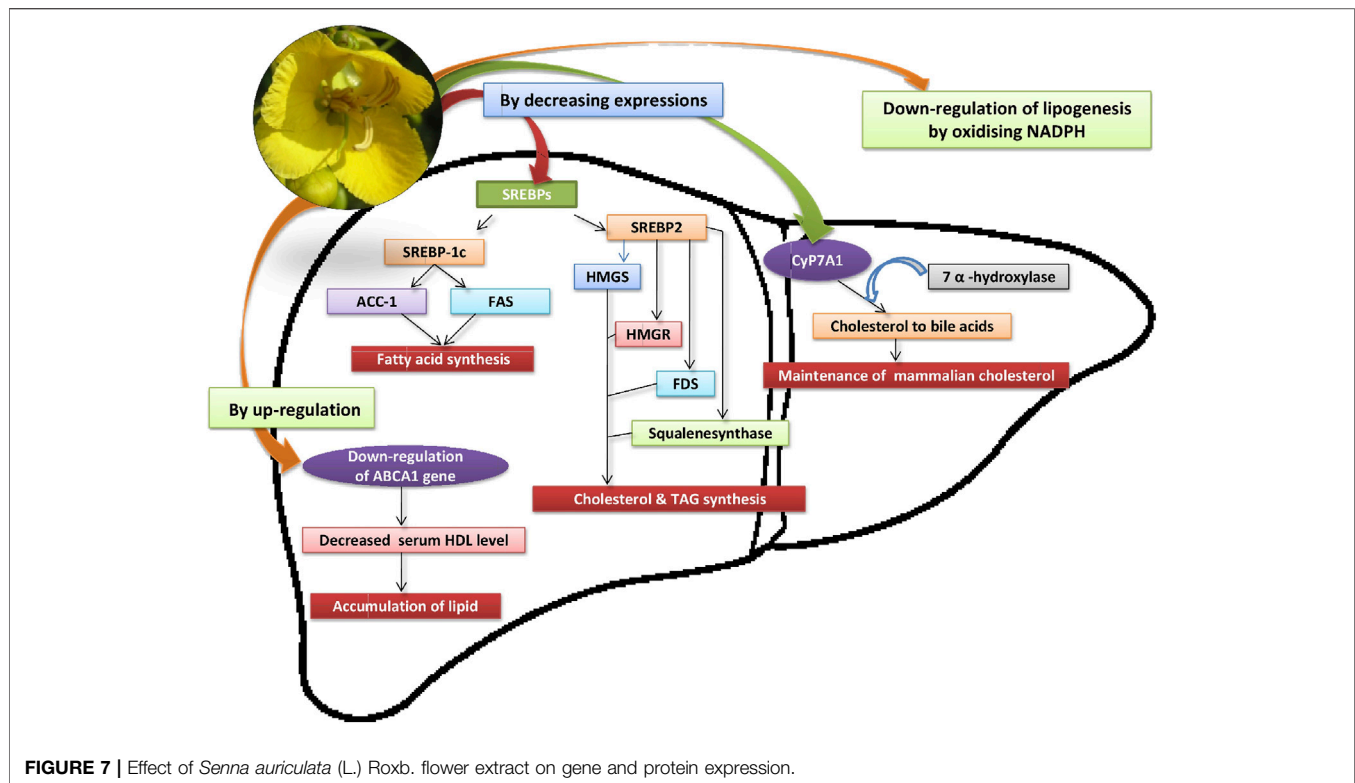 By decreasing expressions
Down-regulation of lipogenesis
by oxidising NADPH
SREBPs
SREBP-1c
SREBP2
CyP7A1
HMGS
7 α -hydroxylase
ACC-1
FAS
HMGR
Cholesterol to bile acids
Fatty acid synthesis
FDS
Maintenance of mammalian cholesterol
By up-regulation
Squalenesynthase
Down-regulation
of ABCA1 gene
Cholesterol & TAG synthesis
Decreased serum HDL level
Accumulation of lipid
FIGURE 7 | Effect of Senna auriculata (L.) Roxb. flower extract on gene and protein expression.